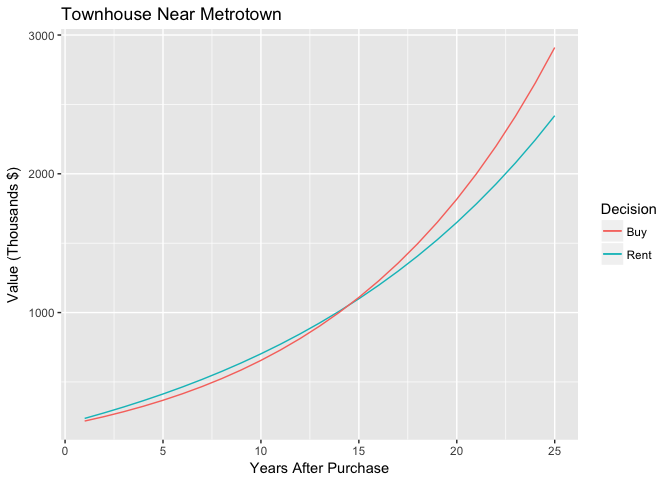 Townhouse Near Metrotown
3000
2000
1000
Value (Thousands $)
0 5 10 15 20 25
Years After Purchase
Decision
Buy
Rent